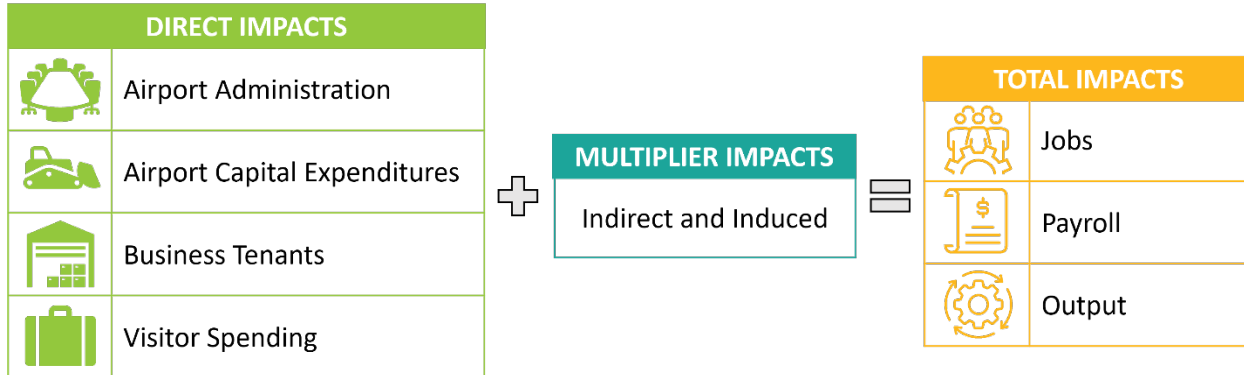 DIRECT IMPACTS
Airport Administration
Airport Capital Expenditures
Business Tenants
Visitor Spending
MULTIPLIER IMPACTS
Indirect and Induced
TOTAL IMPACTS
Jobs
$
Payroll
Output